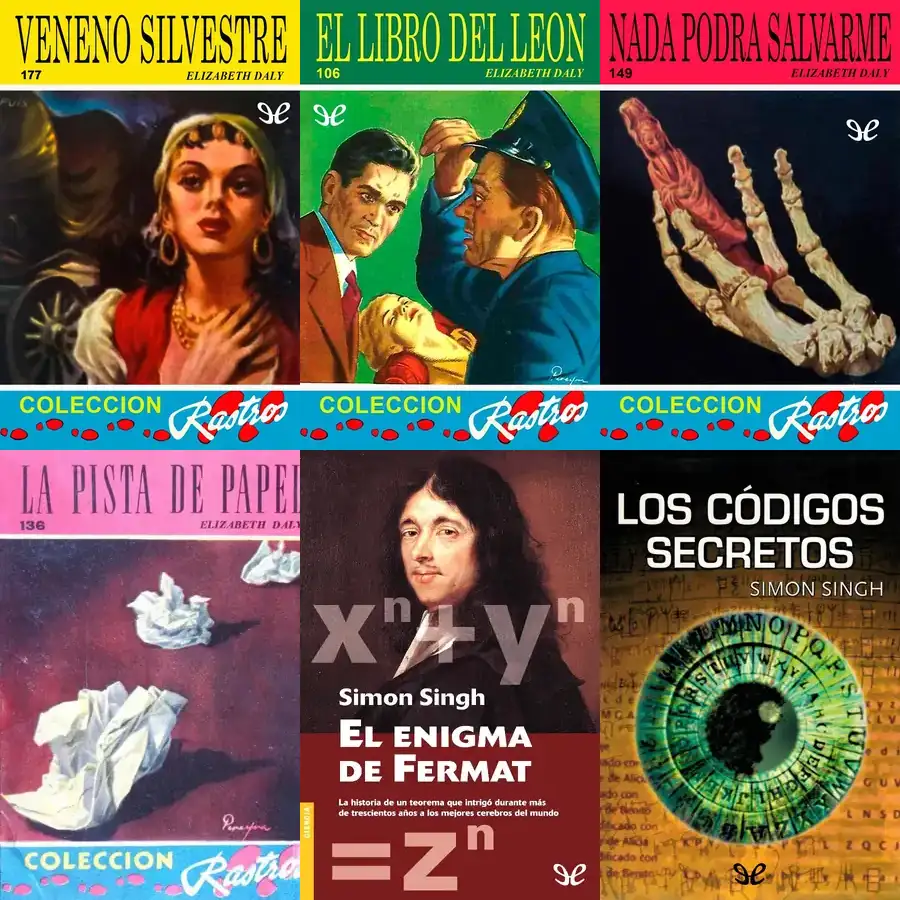 VENENO SILVESTRE
177
ELIZABETH DALY
EL LIBRO DEL LEON
106
ELIZABETH DALY
NADA PODRA SALVARME
149
ELIZABETH DALY
COLECCION Rastros
COLECCION Rastros
COLECCION Rastros
LA PISTA DE PAPEL
136
ELIZABETH DALY
Pereyra
COLECCION Rastros
xⁿ+yⁿ
Simon Singh
EL ENIGMA
DE FERMAT
La historia de un teorema que intrigó durante más
de trescientos años a los mejores cerebros del mundo
CIENCIA
=zⁿ
LOS CÓDIGOS
SECRETOS
SIMON SINGH